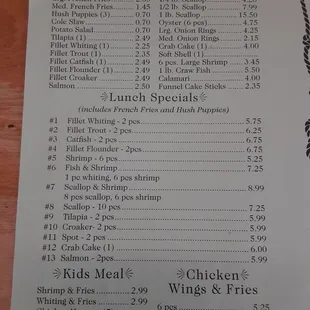 Med. French Fries 1.45
Hush Puppies (3) 0.70
Cole Slaw 0.70
Potato Salad 0.70
Tilapia (1) 2.49
Fillet Whiting (1) 2.25
Fillet Trout (1) 2.35
Fillet Catfish (1) 2.49
Fillet Flounder (1) 2.49
Fillet Croaker 2.49
Salmon 2.50
1/2 lb. Scallop 7.99
1 lb. Scallop 15.50
Oyster (6 pcs) 4.75
Lrg. Onion Rings 4.25
Med. Onion Rings 2.15
Crab Cake (1) 4.00
Soft Shell (1)
6 pcs. Large Shrimp 3.45
1 lb. Craw Fish 5.50
Calamari 4.00
Funnel Cake Sticks 2.35
Lunch Specials
(includes French Fries and Hush Puppies)
#1 Fillet Whiting - 2 pcs 5.75
#2 Fillet Trout - 2 pcs 6.25
#3 Catfish - 2 pcs 6.75
#4 Fillet Flounder - 2pcs 6.75
#5 Shrimp - 6 pcs 5.25
#6 Fish & Shrimp 7.25
1 pc whiting, 6 pcs shrimp
#7 Scallop & Shrimp 8.99
8 pcs scallop, 6 pcs shrimp
#8 Scallop - 10 pcs 7.25
#9 Tilapia - 2 pcs 5.99
#10 Croaker- 2 pcs 5.99
#11 Spot - 2 pcs 5.99
#12 Crab Cake (1) 6.00
#13 Salmon - 2pcs 5.99
Kids Meal
Shrimp & Fries 2.99
Whiting & Fries 2.99
Chicken
Wings & Fries
6 pcs 5.25